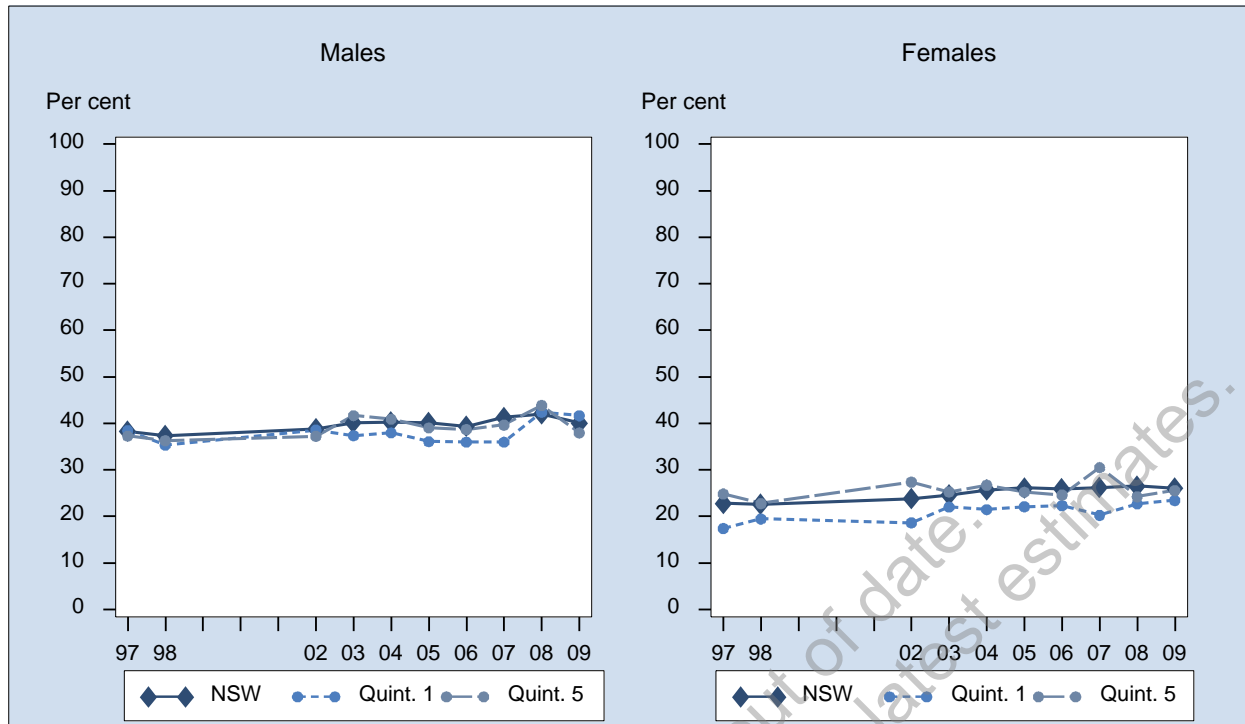 Males
Per cent
100
90
80
70
60
50
40
30
20
10
0
97 98 02 03 04 05 06 07 08 09
NSW Quint. 1 Quint. 5
Females
Per cent
100
90
80
70
60
50
40
30
20
10
0
97 98 02 03 04 05 06 07 08 09
NSW Quint. 1 Quint. 5
out of date.
latest estimates.